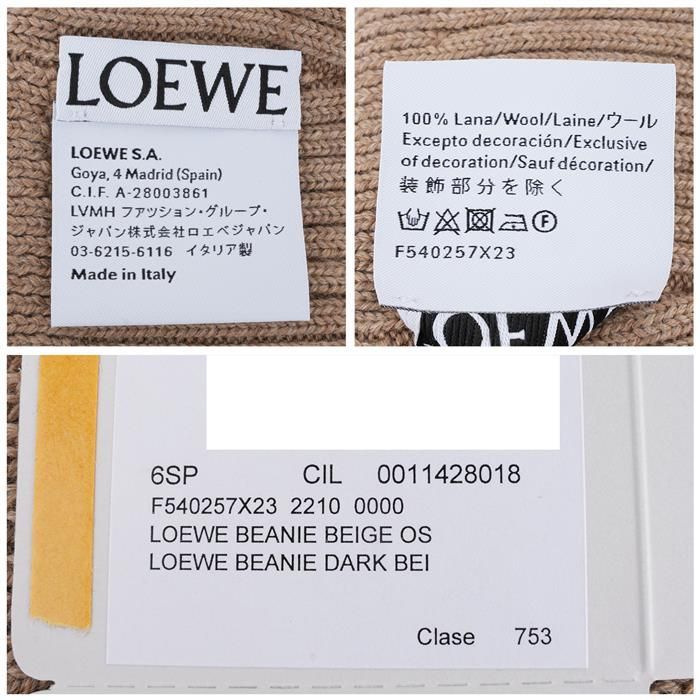 LOEWE
LOEWE S.A.
Goya, 4 Madrid (Spain)
C.I.F. A-28003861
LVMH ファッション・グループ・
ジャパン株式会社ロエベジャパン
03-6215-6116 イタリア製
Made in Italy
100% Lana/Wool/Laine/ウール
Excepto decoración/Exclusive
of decoration/Sauf décoration/
装飾部分を除く
F
F540257X23
LOEW
6SP CIL 0011428018
F540257X23 2210 0000
LOEWE BEANIE BEIGE OS
LOEWE BEANIE DARK BEI
Clase 753